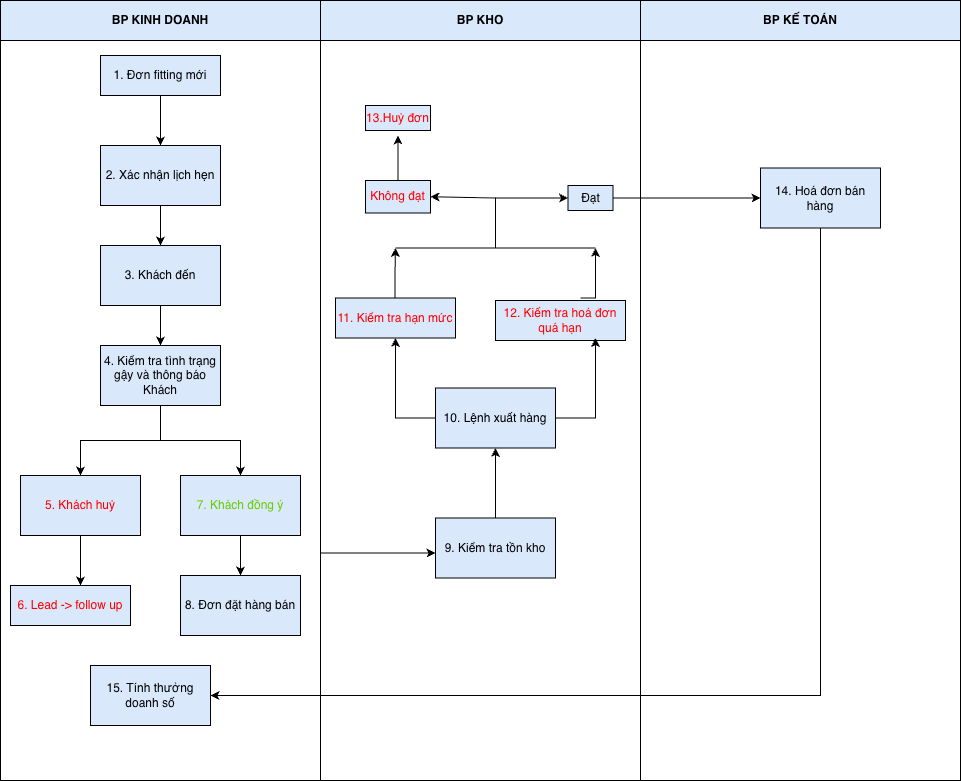 BP KINH DOANH
BP KHO
BP KẾ TOÁN
1. Đơn fitting mới
2. Xác nhận lịch hẹn
3. Khách đến
4. Kiểm tra tình trạng
gậy và thông báo
Khách
5. Khách huỷ
7. Khách đồng ý
6. Lead -> follow up
8. Đơn đặt hàng bán
15. Tính thưởng
doanh số
13.Huỷ đơn
Không đạt
Đạt
11. Kiểm tra hạn mức
12. Kiểm tra hoá đơn
quá hạn
10. Lệnh xuất hàng
9. Kiểm tra tồn kho
14. Hoá đơn bán
hàng